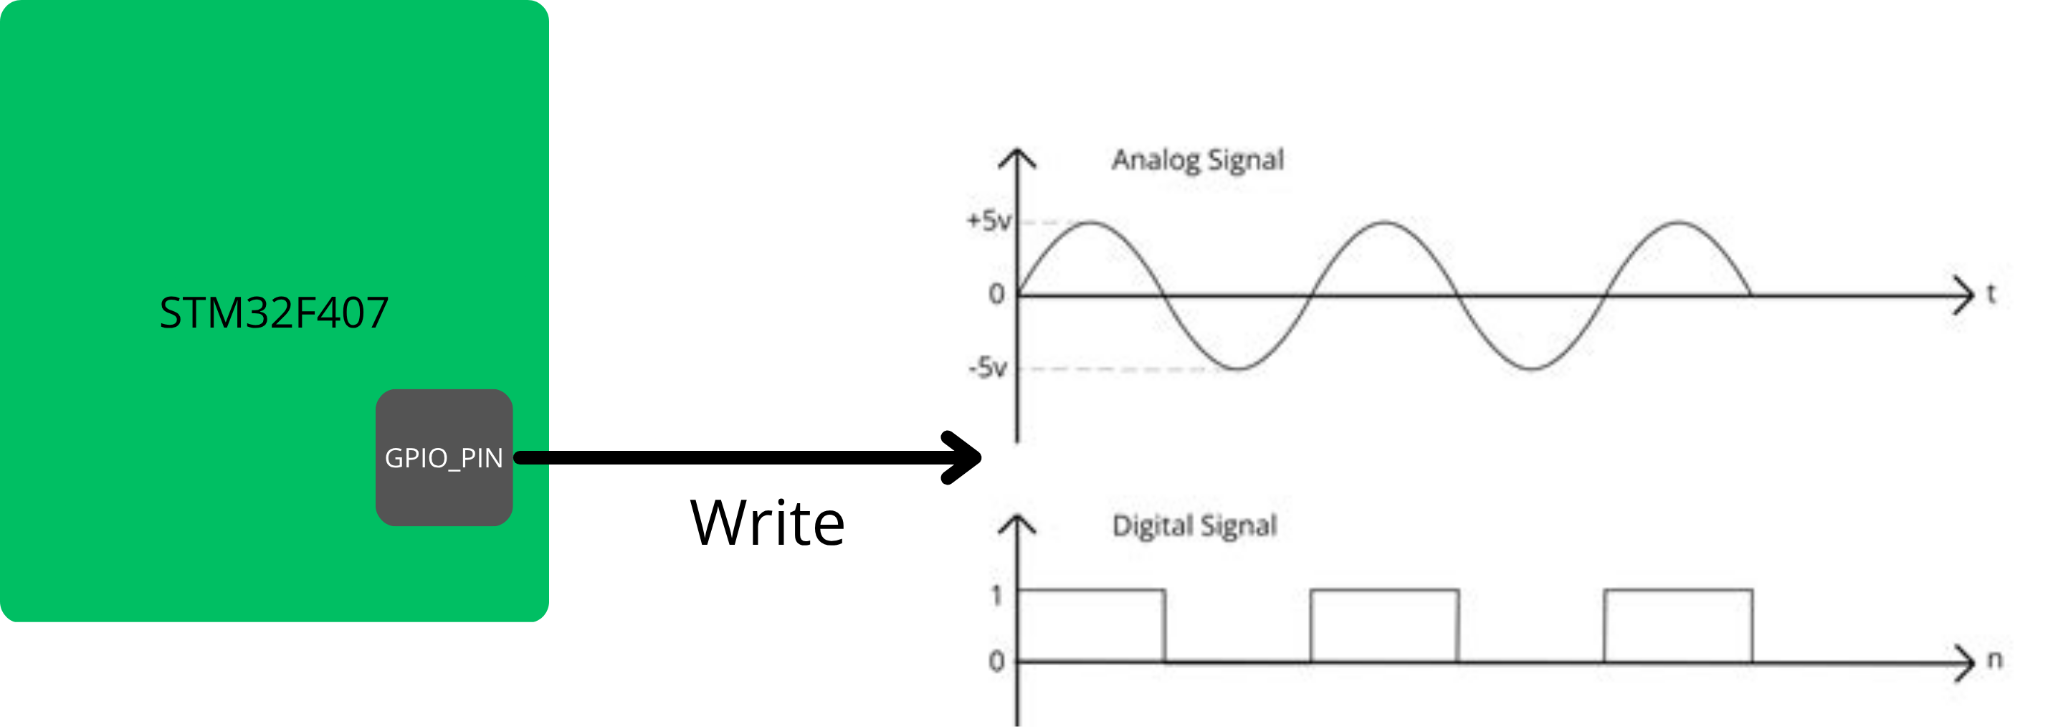 STM32F407
GPIO_PIN
Write
Analog Signal
+5v
0
-5v
t
Digital Signal
1
0
n